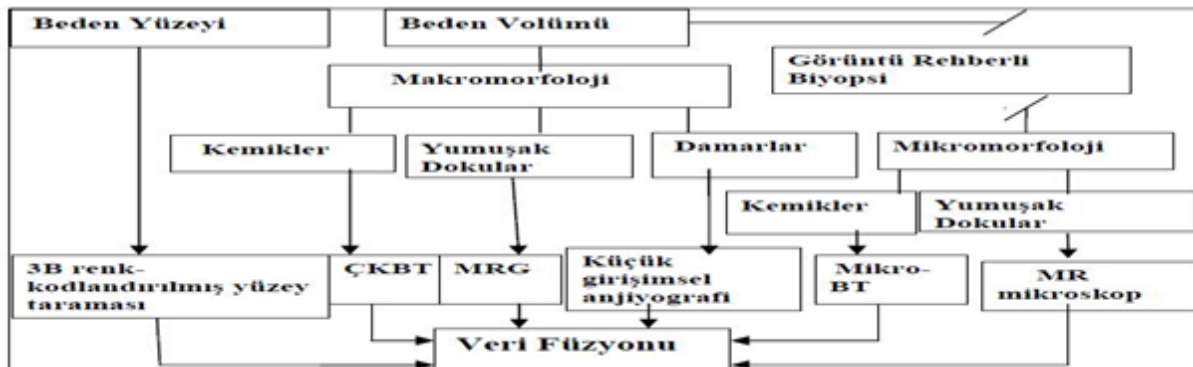 Beden Yüzeyi
Beden Volümü
Görüntü Rehberli
Biyopsi
Makromorfoloji
Kemikler
Yumuşak
Dokular
Damarlar
Mikromorfoloji
Kemikler
Yumuşak
Dokular
3B renk-
kodlandırılmış yüzey
taraması
ÇKBT
MRG
Küçük
girişimsel
anjiyografi
Mikro-
BT
MR
mikroskop
Veri Füzyonu